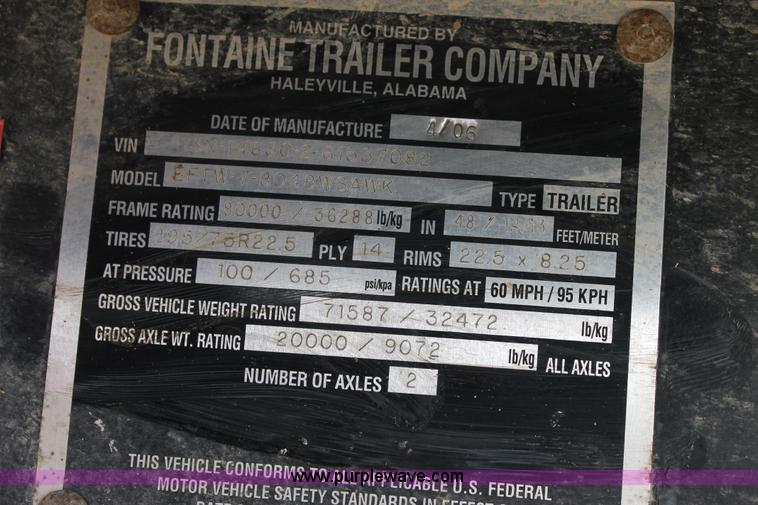 MANUFACTURED BY
FONTAINE TRAILER COMPANY
HALEYVILLE, ALABAMA
DATE OF MANUFACTURE 4/06
VIN
MODEL TYPE TRAILER
FRAME RATING 80000 / 36288 lb/kg IN 48 / FEET/METER
TIRES PLY 14 RIMS 22.5 x 8.25
AT PRESSURE 100 / 685 psi/kpa RATINGS AT 60 MPH / 95 KPH
GROSS VEHICLE WEIGHT RATING 71587 / 32472 lb/kg
GROSS AXLE WT. RATING 20000 / 9072 lb/kg ALL AXLES
NUMBER OF AXLES 2
THIS VEHICLE CONFORMS TO ALL APPLICABLE U.S. FEDERAL
www.purplewave.com
MOTOR VEHICLE SAFETY STANDARDS IN EFFECT